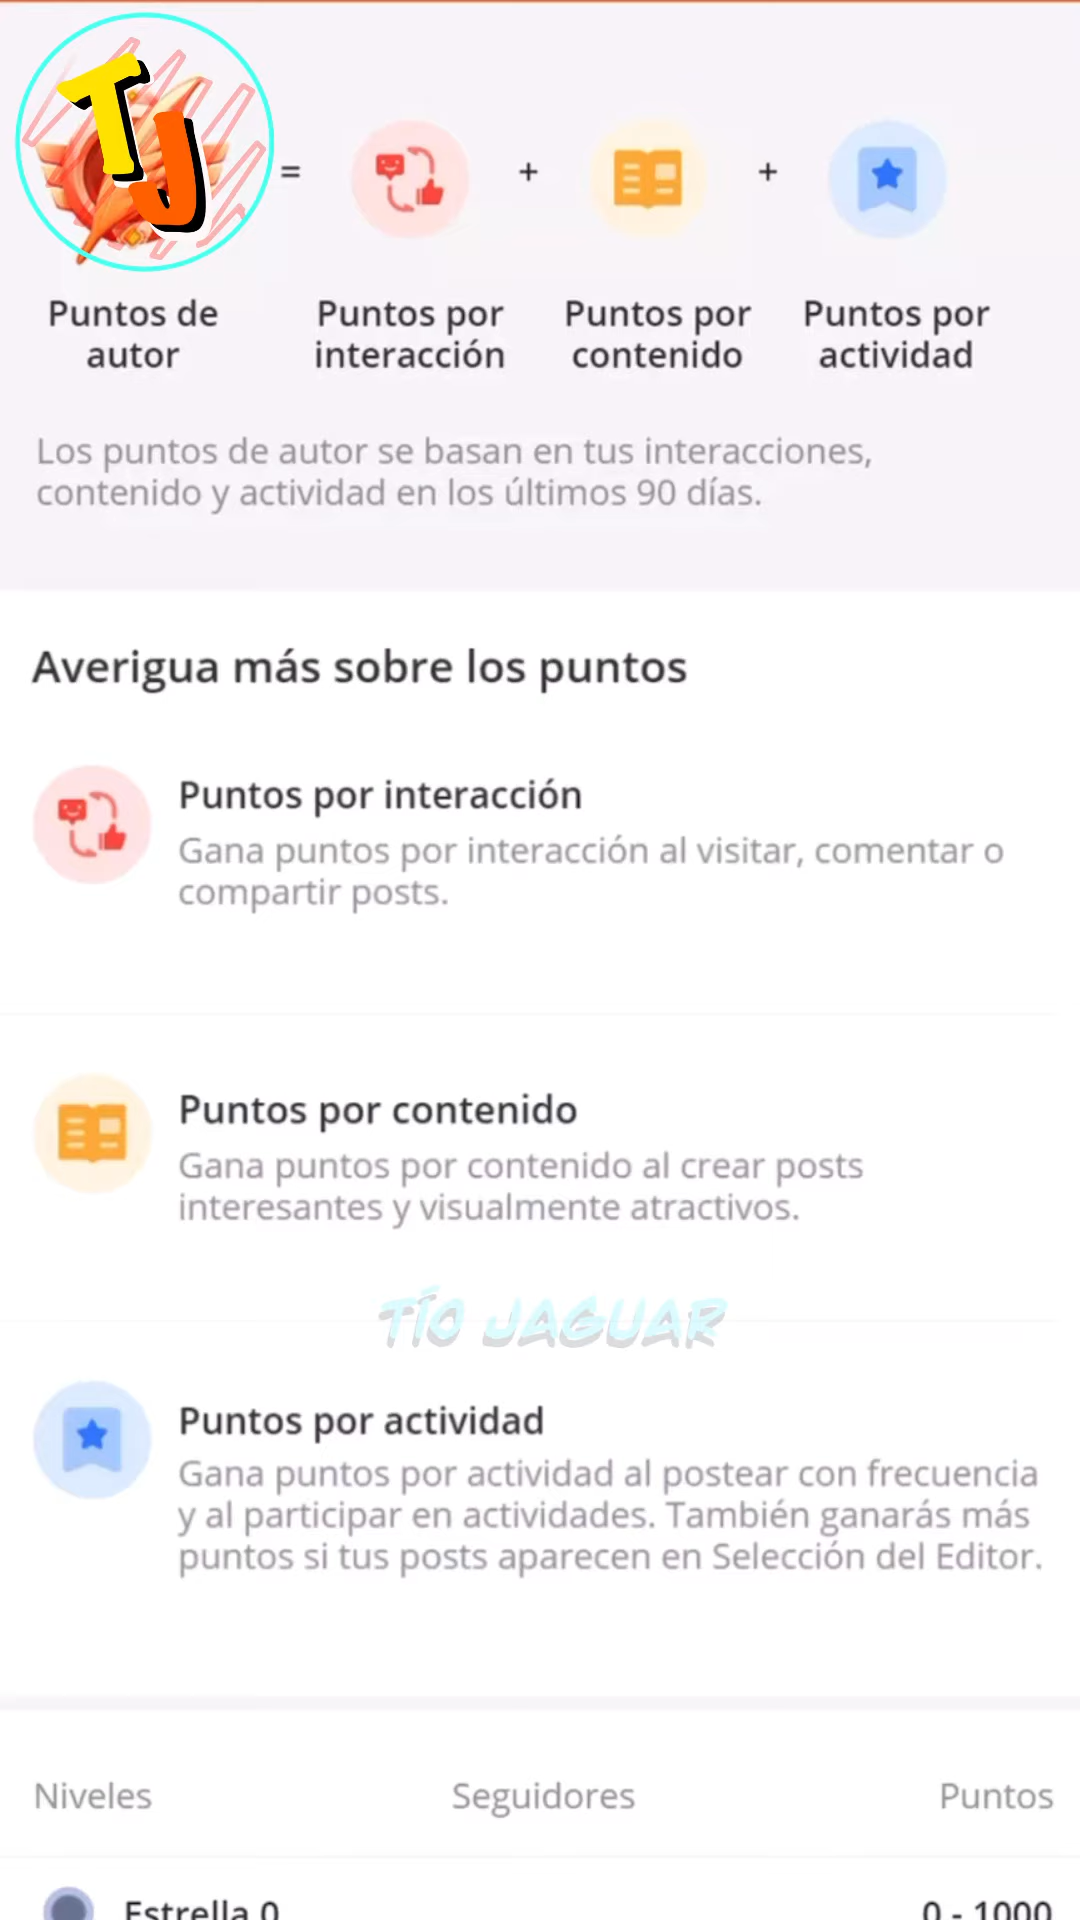 TJ
= + +
Puntos de autor
Puntos por interacción
Puntos por contenido
Puntos por actividad
Los puntos de autor se basan en tus interacciones,
contenido y actividad en los últimos 90 días.
Averigua más sobre los puntos
Puntos por interacción
Gana puntos por interacción al visitar, comentar o
compartir posts.
Puntos por contenido
Gana puntos por contenido al crear posts
interesantes y visualmente atractivos.
TÍO JAGUAR
Puntos por actividad
Gana puntos por actividad al postear con frecuencia
y al participar en actividades. También ganarás más
puntos si tus posts aparecen en Selección del Editor.
Niveles Seguidores Puntos
Estrella 0 0 - 1000